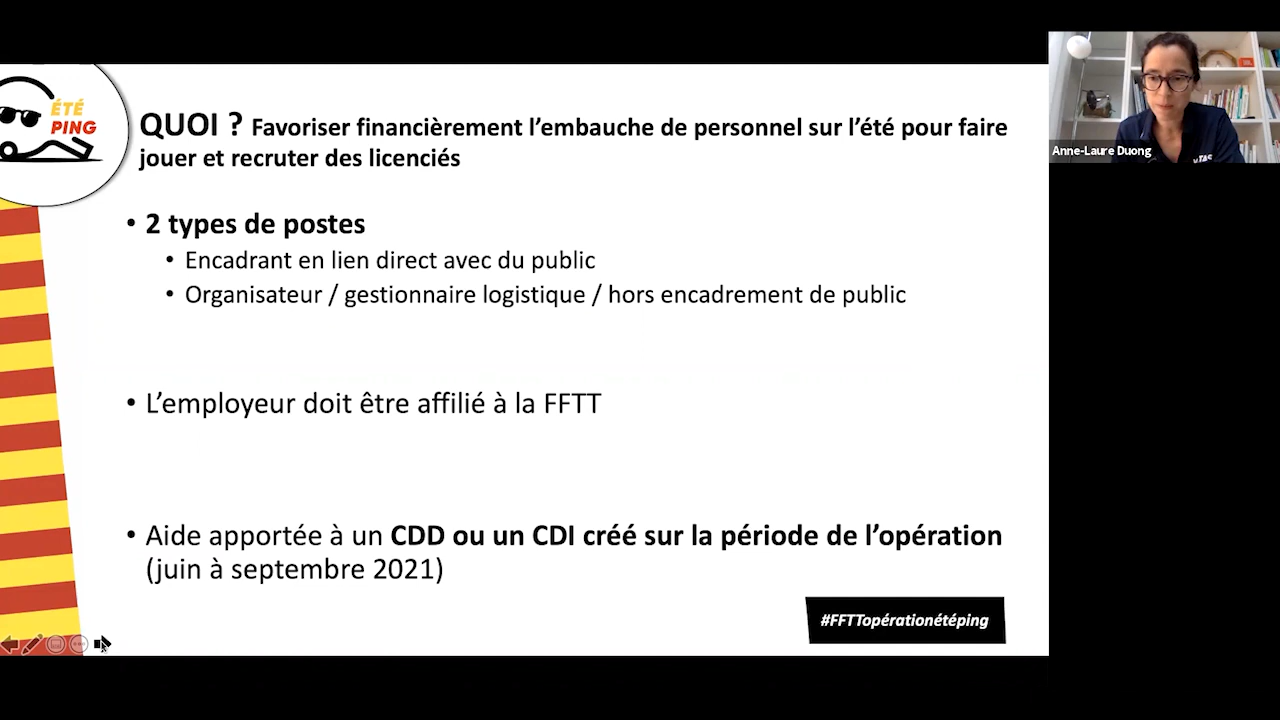 ÉTÉ
PING
QUOI ? Favoriser financièrement l’embauche de personnel sur l’été pour faire
jouer et recruter des licenciés
• 2 types de postes
• Encadrant en lien direct avec du public
• Organisateur / gestionnaire logistique / hors encadrement de public
• L’employeur doit être affilié à la FFTT
• Aide apportée à un CDD ou un CDI créé sur la période de l’opération
(juin à septembre 2021)
#FFTTopérationétéping
Anne-Laure Duong